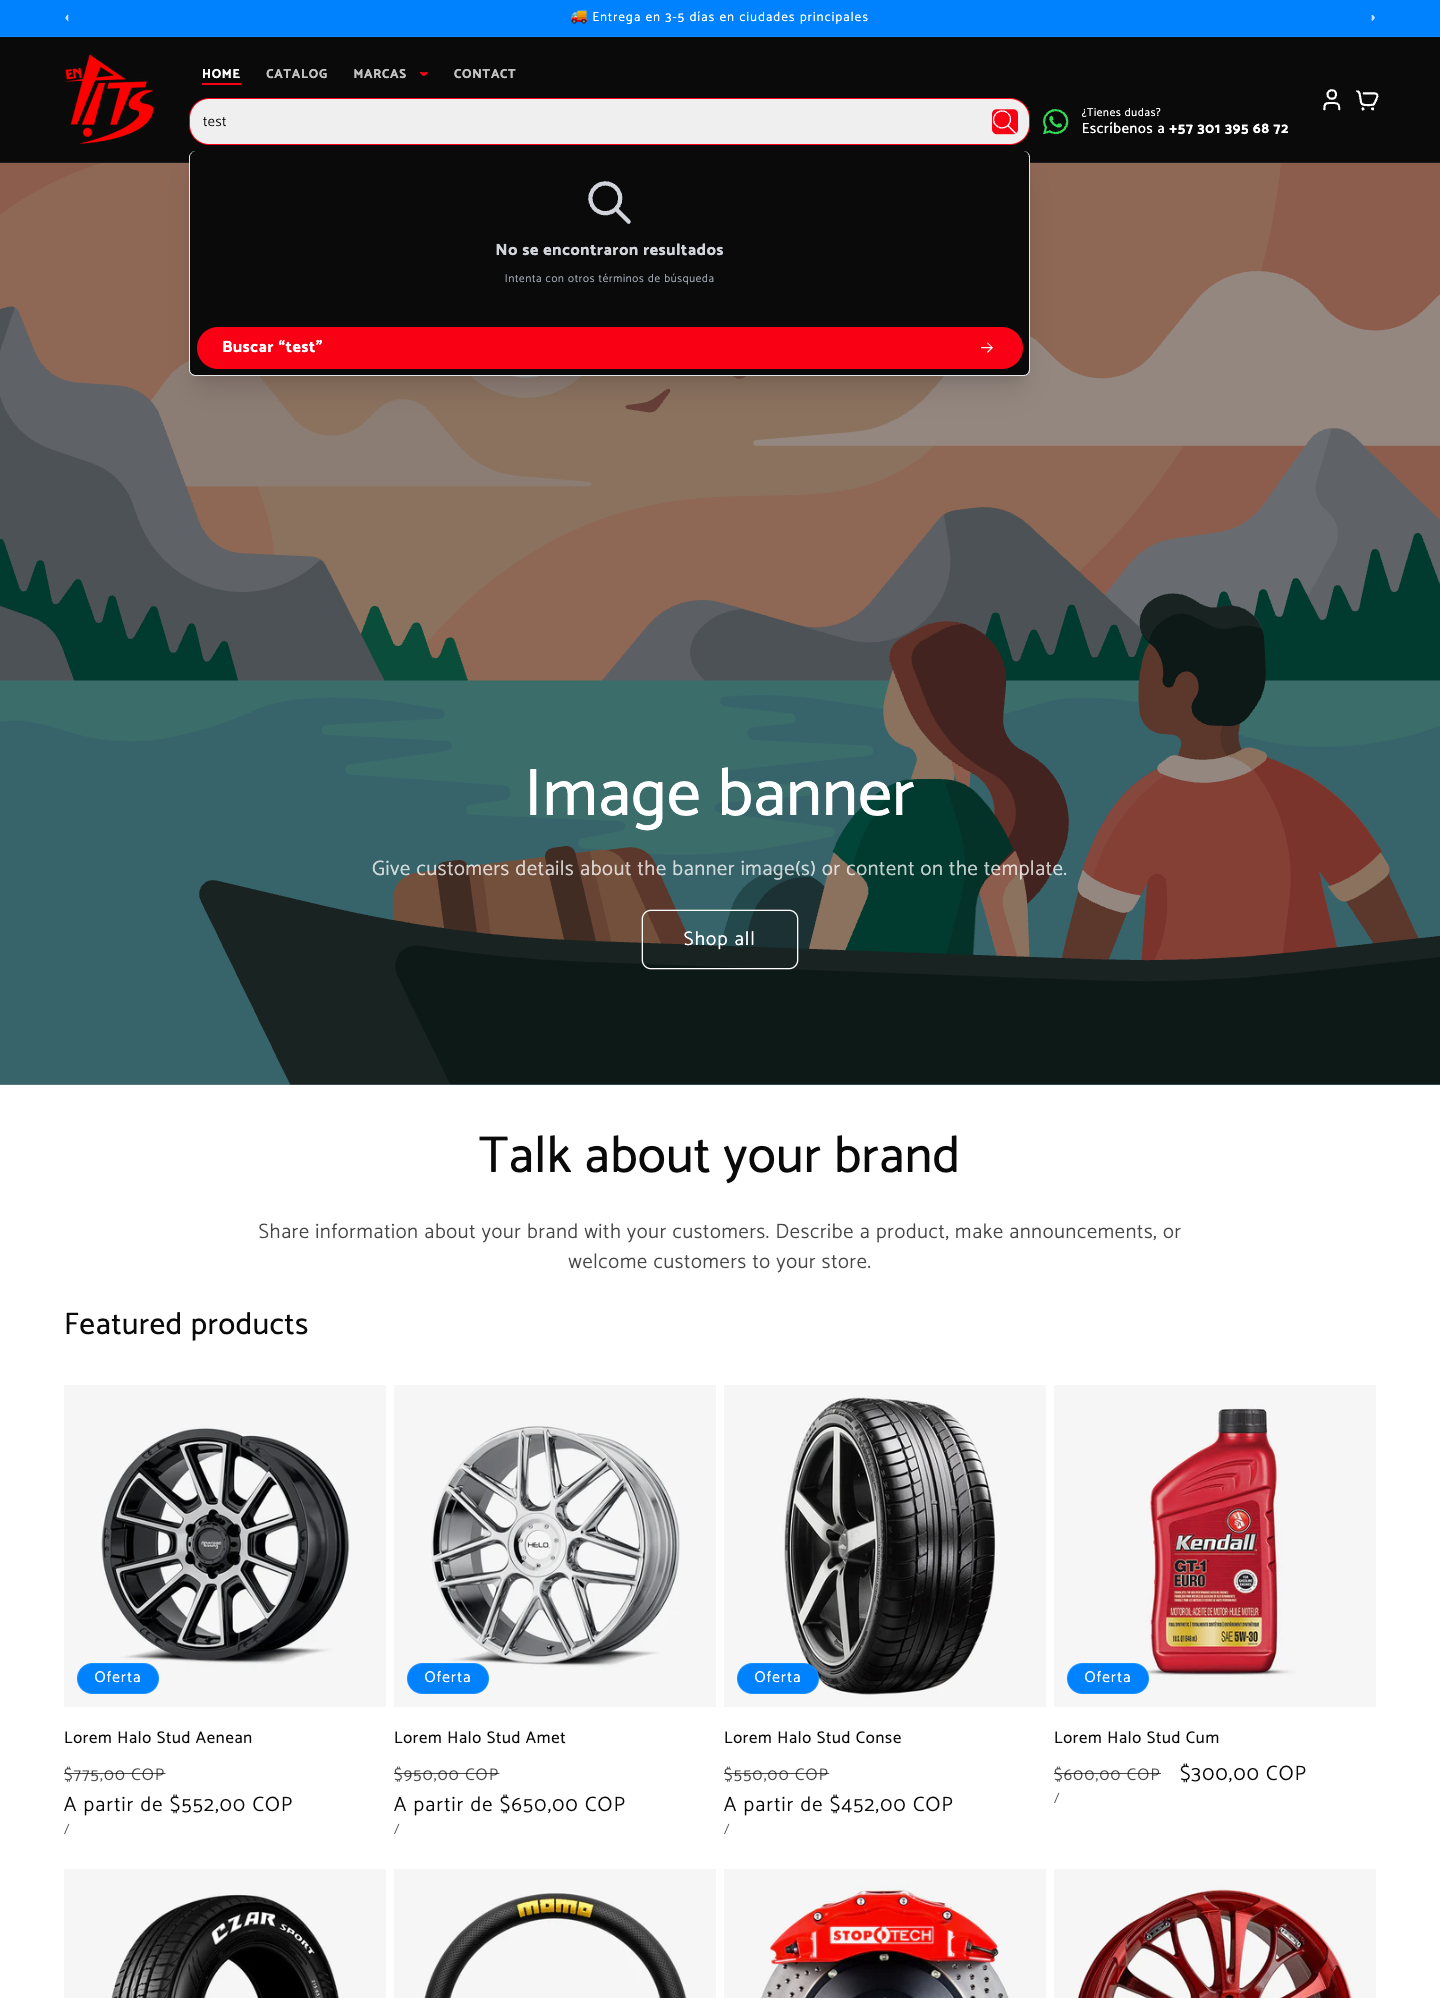 🚚 Entrega en 3-5 días en ciudades principales
EN PITS
HOME CATALOG MARCAS CONTACT
test
¿Tienes dudas?
Escríbenos a +57 301 395 68 72
No se encontraron resultados
Intenta con otros términos de búsqueda
Buscar “test”
Image banner
Give customers details about the banner image(s) or content on the template.
Shop all
Talk about your brand
Share information about your brand with your customers. Describe a product, make announcements, or
welcome customers to your store.
Featured products
HELO
Kendall
GT-1
EURO
SAE 5W-30
Oferta
Oferta
Oferta
Oferta
Lorem Halo Stud Aenean
$775,00 COP
A partir de $552,00 COP
/
Lorem Halo Stud Amet
$950,00 COP
A partir de $650,00 COP
/
Lorem Halo Stud Conse
$550,00 COP
A partir de $452,00 COP
/
Lorem Halo Stud Cum
$600,00 COP $300,00 COP
/
CZAR SPORT
momo
STOPTECH